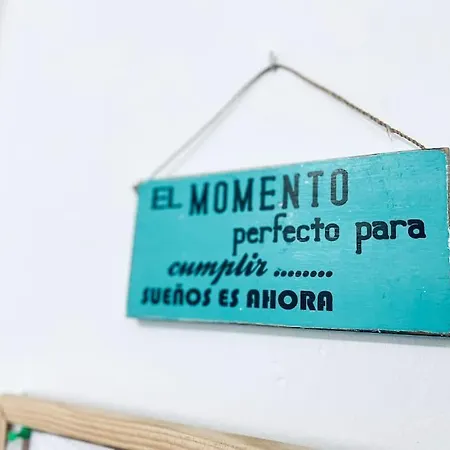 EL MOMENTO
perfecto para
cumplir........
SUEÑOS ES AHORA